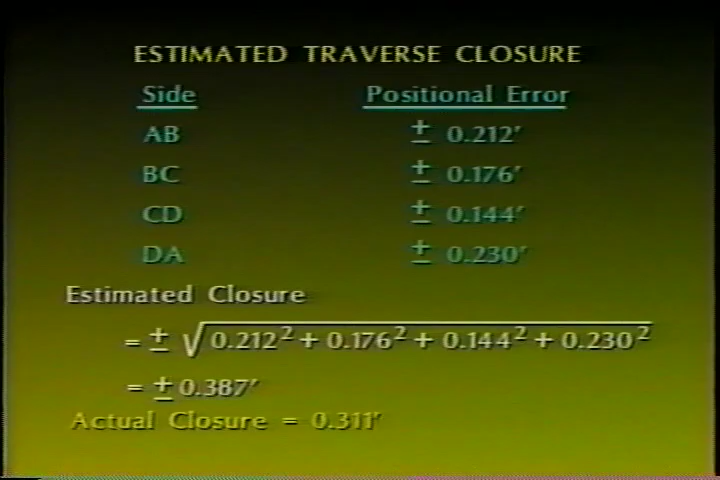 ESTIMATED TRAVERSE CLOSURE
Side Positional Error
AB ± 0.212′
BC ± 0.176′
CD ± 0.144′
DA ± 0.230′
Estimated Closure
= ± √0.212² + 0.176² + 0.144² + 0.230²
= ± 0.387′
Actual Closure = 0.311′